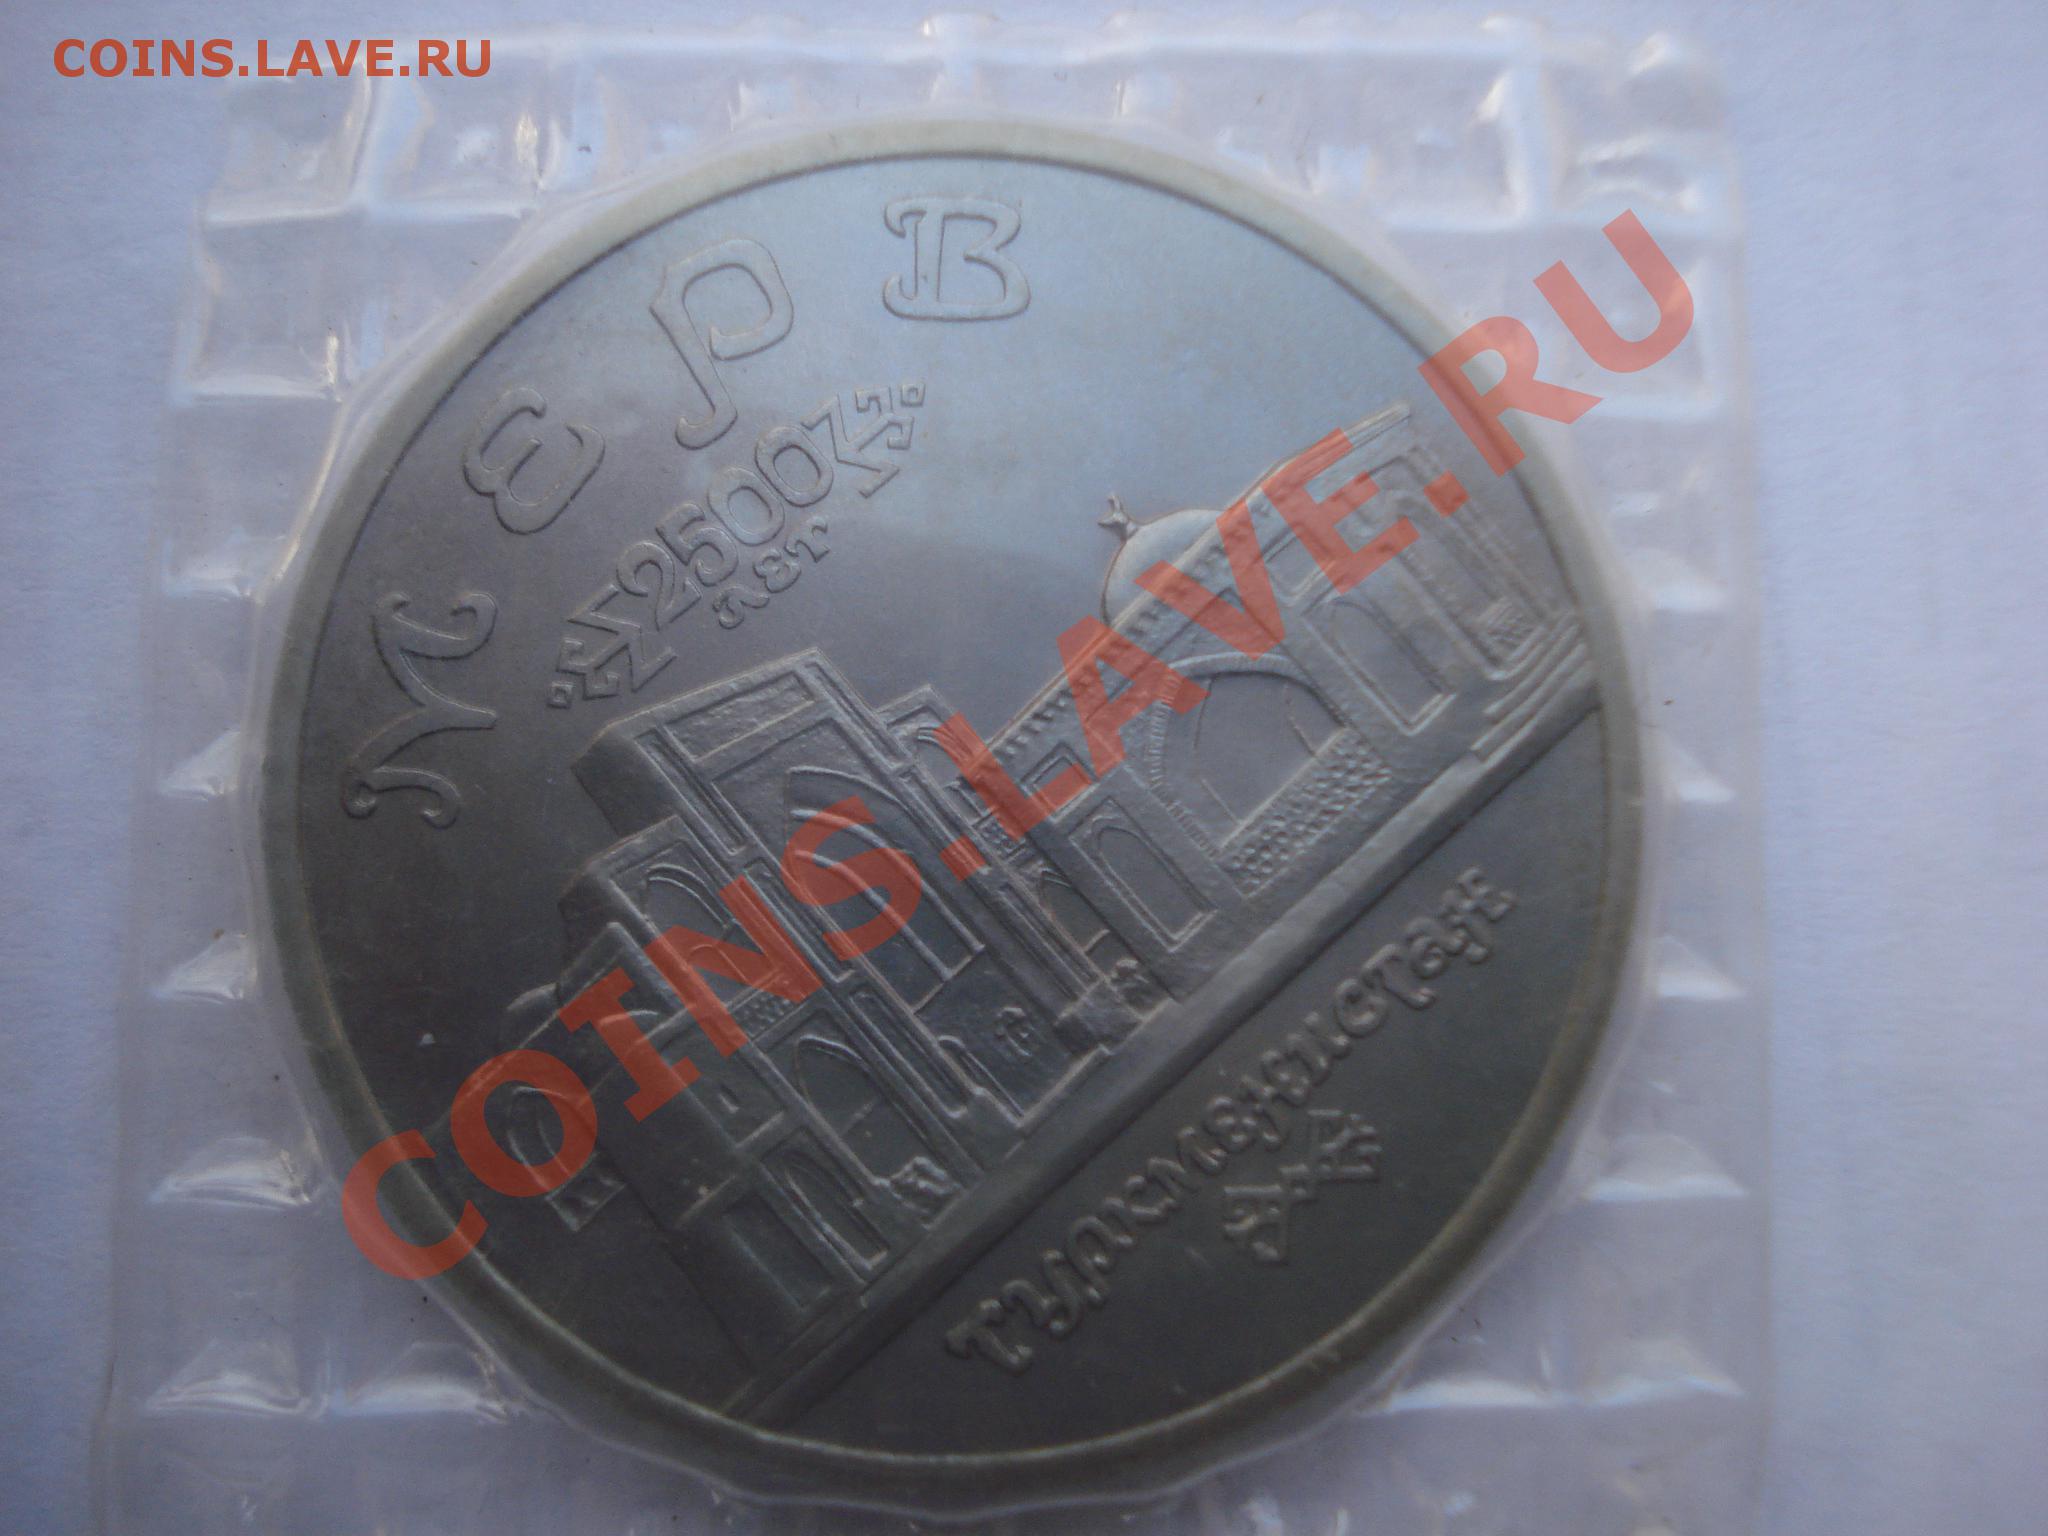 COINS.LAVE.RU
МЕРВ
2500
ЛЕТ
ТУРКМЕНИСТАН
COINS.LAVE.RU